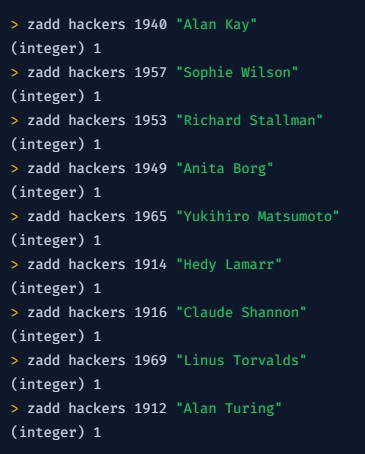 > zadd hackers 1940 "Alan Kay"
(integer) 1
> zadd hackers 1957 "Sophie Wilson"
(integer) 1
> zadd hackers 1953 "Richard Stallman"
(integer) 1
> zadd hackers 1949 "Anita Borg"
(integer) 1
> zadd hackers 1965 "Yukihiro Matsumoto"
(integer) 1
> zadd hackers 1914 "Hedy Lamarr"
(integer) 1
> zadd hackers 1916 "Claude Shannon"
(integer) 1
> zadd hackers 1969 "Linus Torvalds"
(integer) 1
> zadd hackers 1912 "Alan Turing"
(integer) 1